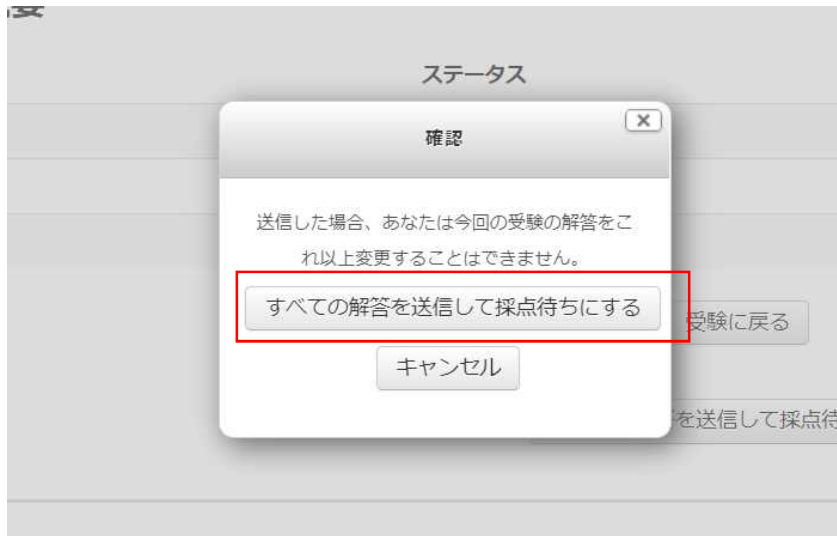 要
ステータス
確認
送信した場合、あなたは今回の受験の解答をこ
れ以上変更することはできません。
すべての解答を送信して採点待ちにする
受験に戻る
キャンセル
を送信して採点待